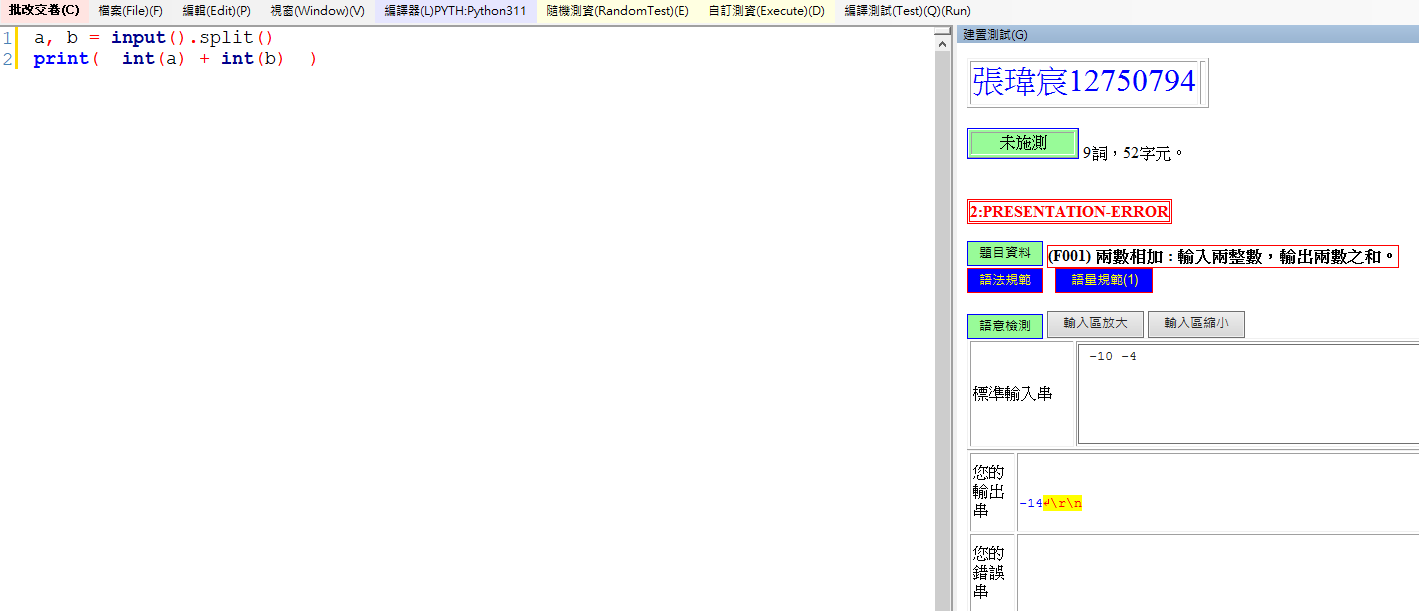 批改交卷(C) 檔案(File)(F) 編輯(Edit)(P) 視窗(Window)(V) 編譯器(L)PYTH:Python311 隨機測資(RandomTest)(E) 自訂測資(Execute)(D) 編譯測試(Test)(Q)(Run)
1 a, b = input().split()
2 print(  int(a) + int(b)  )
建置測試(G)
張瑋宸12750794
未施測 9詞，52字元。
2:PRESENTATION-ERROR
題目資料 (F001) 兩數相加：輸入兩整數，輸出兩數之和。
語法規範 語量規範(1)
語意檢測 輸入區放大 輸入區縮小
標準輸入串 -10 -4
您的
輸出
串
-14↵\r\n
您的
錯誤
串